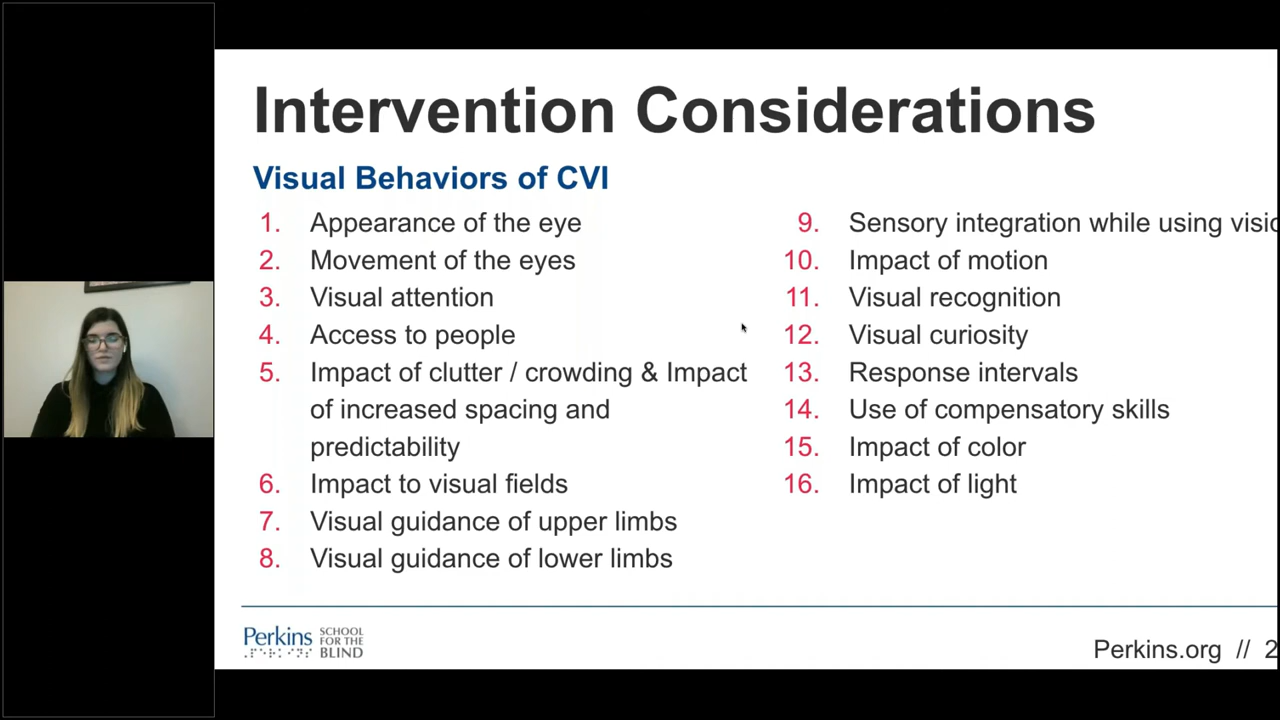 Intervention Considerations
Visual Behaviors of CVI
1. Appearance of the eye
2. Movement of the eyes
3. Visual attention
4. Access to people
5. Impact of clutter / crowding & Impact
of increased spacing and
predictability
6. Impact to visual fields
7. Visual guidance of upper limbs
8. Visual guidance of lower limbs
9. Sensory integration while using
10. Impact of motion
11. Visual recognition
12. Visual curiosity
13. Response intervals
14. Use of compensatory skills
15. Impact of color
16. Impact of light
Perkins SCHOOL
FOR THE
BLIND
Perkins.org // 2